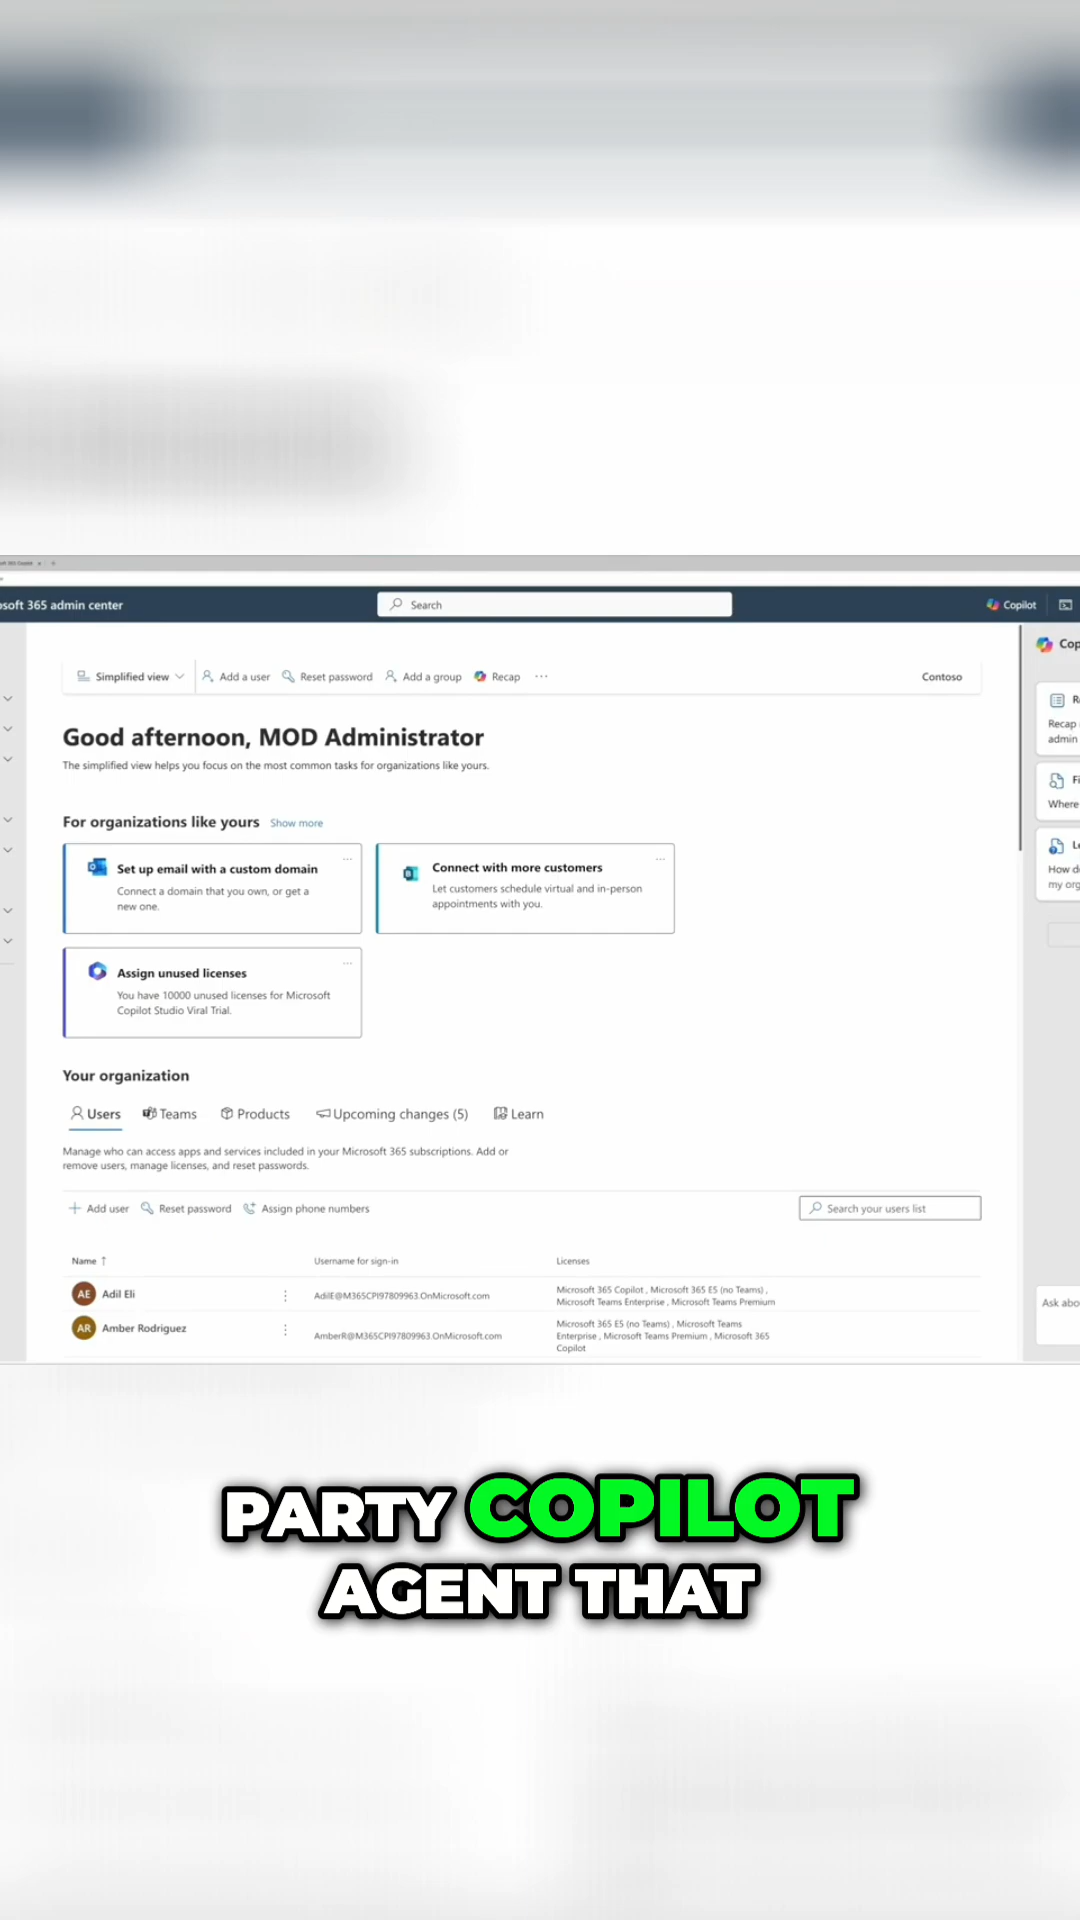 soft 365 admin center
Search
Copilot
Simplified view
Add a user
Reset password
Add a group
Recap
Contoso
Good afternoon, MOD Administrator
The simplified view helps you focus on the most common tasks for organizations like yours.
For organizations like yours
Show more
Set up email with a custom domain
Connect a domain that you own, or get a
new one.
Connect with more customers
Let customers schedule virtual and in-person
appointments with you.
Assign unused licenses
You have 10000 unused licenses for Microsoft
Copilot Studio Viral Trial.
Your organization
Users
Teams
Products
Upcoming changes (5)
Learn
Manage who can access apps and services included in your Microsoft 365 subscriptions. Add or
remove users, manage licenses, and reset passwords.
Add user
Reset password
Assign phone numbers
Search your users list
Name ↑
Username for sign-in
Licenses
AE
Adil Eli
AdilE@M365CPI97809963.OnMicrosoft.com
Microsoft 365 Copilot , Microsoft 365 E5 (no Teams) ,
Microsoft Teams Enterprise , Microsoft Teams Premium
AR
Amber Rodriguez
AmberR@M365CPI97809963.OnMicrosoft.com
Microsoft 365 E5 (no Teams) , Microsoft Teams
Enterprise , Microsoft Teams Premium , Microsoft 365
Copilot
Cop
Recap
admin
Fi
Where
Le
How do
my org
Ask abo
PARTY COPILOT
AGENT THAT